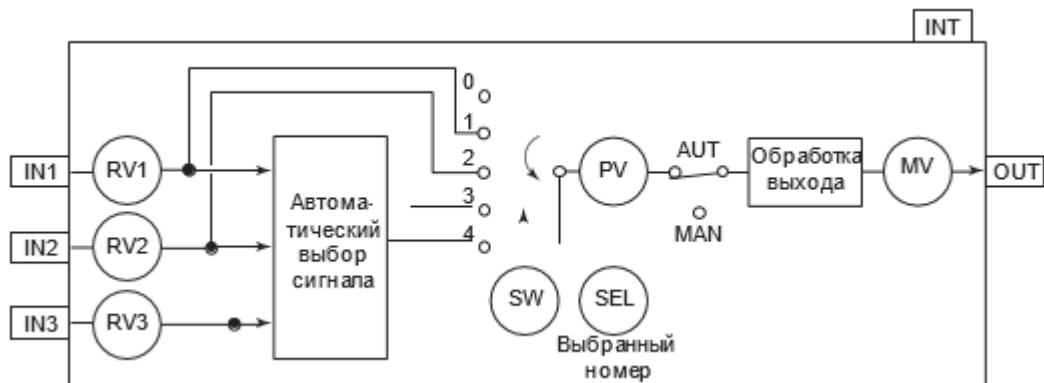 INT
0
1
2
3
4
IN1
RV1
IN2
RV2
IN3
RV3
Автома-
тический
выбор
сигнала
PV
AUT
MAN
Обработка
выхода
MV
OUT
SW
SEL
Выбранный
номер